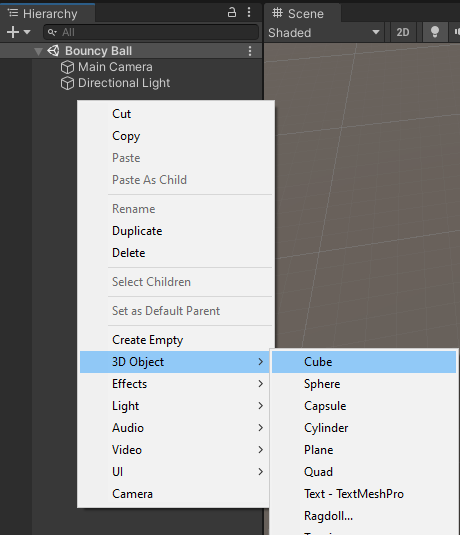 Hierarchy
Scene
All
Shaded
2D
Bouncy Ball
Main Camera
Directional Light
Cut
Copy
Paste
Paste As Child
Rename
Duplicate
Delete
Select Children
Set as Default Parent
Create Empty
3D Object
Cube
Effects
Sphere
Light
Capsule
Audio
Cylinder
Video
Plane
UI
Quad
Camera
Text - TextMeshPro
Ragdoll...